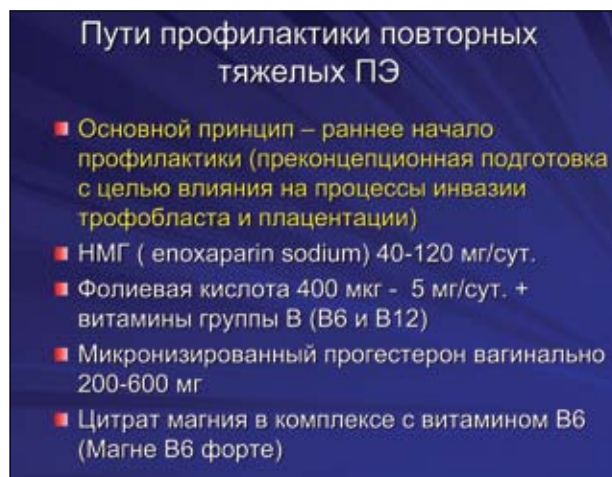 Пути профилактики повторных
тяжелых ПЭ
Основной принцип – раннее начало
профилактики (преконцепционная подготовка
с целью влияния на процессы инвазии
трофобласта и плацентации)
НМГ ( enoxaparin sodium) 40-120 мг/сут.
Фолиевая кислота 400 мкг - 5 мг/сут. +
витамины группы В (В6 и В12)
Микронизированный прогестерон вагинально
200-600 мг
Цитрат магния в комплексе с витамином В6
(Магне В6 форте)